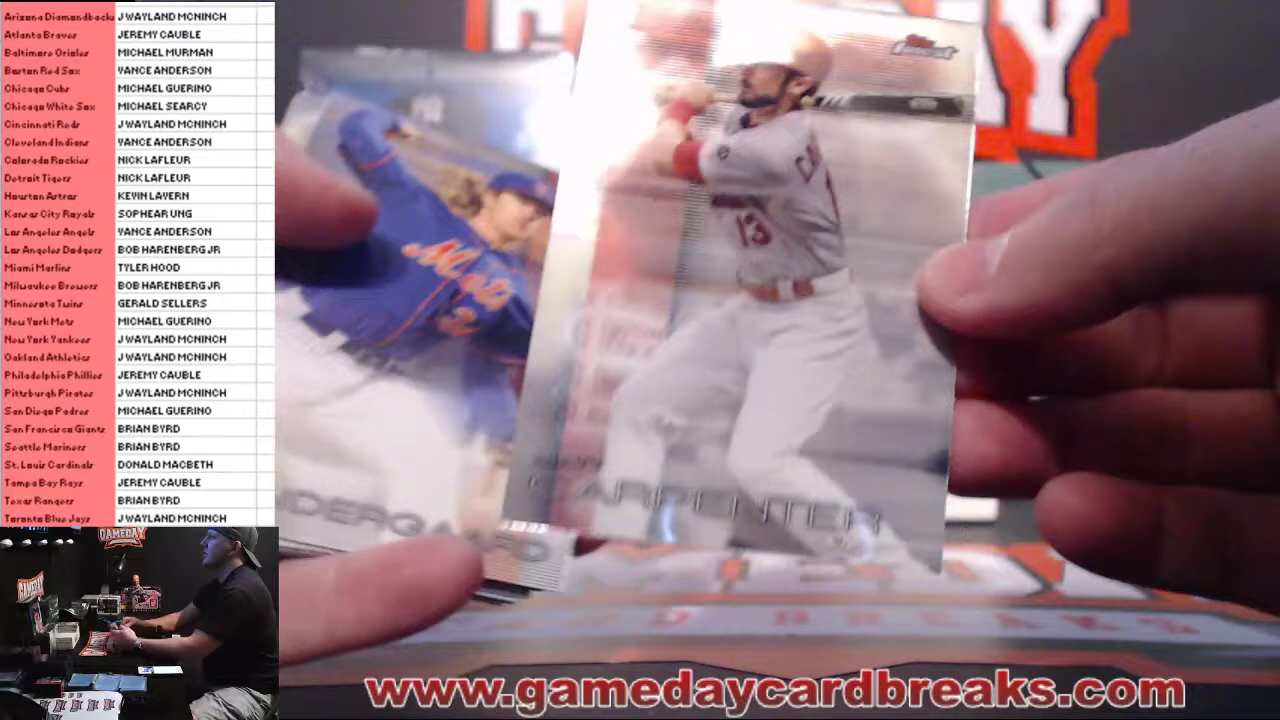 Arizona Diamondbacks J WAYLAND MCNINCH
Atlanta Braves JEREMY CAUBLE
Baltimore Orioles MICHAEL MURMAN
Boston Red Sox VANCE ANDERSON
Chicago Cubs MICHAEL GUERINO
Chicago White Sox MICHAEL SEARCY
Cincinnati Reds J WAYLAND MCNINCH
Cleveland Indians VANCE ANDERSON
Colorado Rockies NICK LAFLEUR
Detroit Tigers NICK LAFLEUR
Houston Astros KEVIN LAVERN
Kansas City Royals SOPHEAR UNG
Los Angeles Angels VANCE ANDERSON
Los Angeles Dodgers BOB HARENBERG JR
Miami Marlins TYLER HOOD
Milwaukee Brewers BOB HARENBERG JR
Minnesota Twins GERALD SELLERS
New York Mets MICHAEL GUERINO
New York Yankees J WAYLAND MCNINCH
Oakland Athletics J WAYLAND MCNINCH
Philadelphia Phillies JEREMY CAUBLE
Pittsburgh Pirates J WAYLAND MCNINCH
San Diego Padres MICHAEL GUERINO
San Francisco Giants BRIAN BYRD
Seattle Mariners BRIAN BYRD
St. Louis Cardinals DONALD MACBETH
Tampa Bay Rays JEREMY CAUBLE
Texas Rangers BRIAN BYRD
Toronto Blue Jays J WAYLAND MCNINCH
GAMEDAY
Topps Finest
Mets
13
CARPENTER
BREAKS
www.gamedaycardbreaks.com